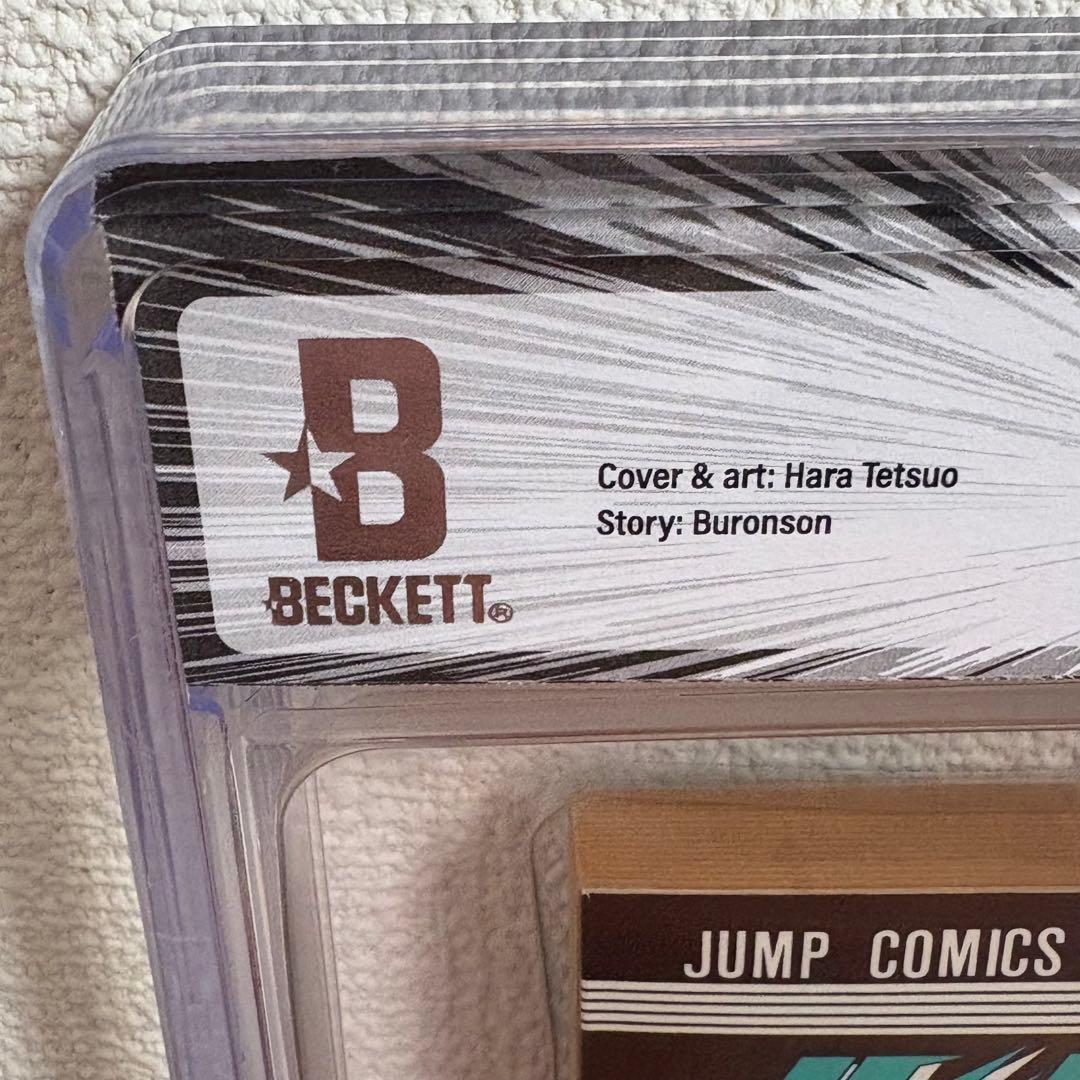 B
BECKETT®
Cover & art: Hara Tetsuo
Story: Buronson
JUMP COMICS